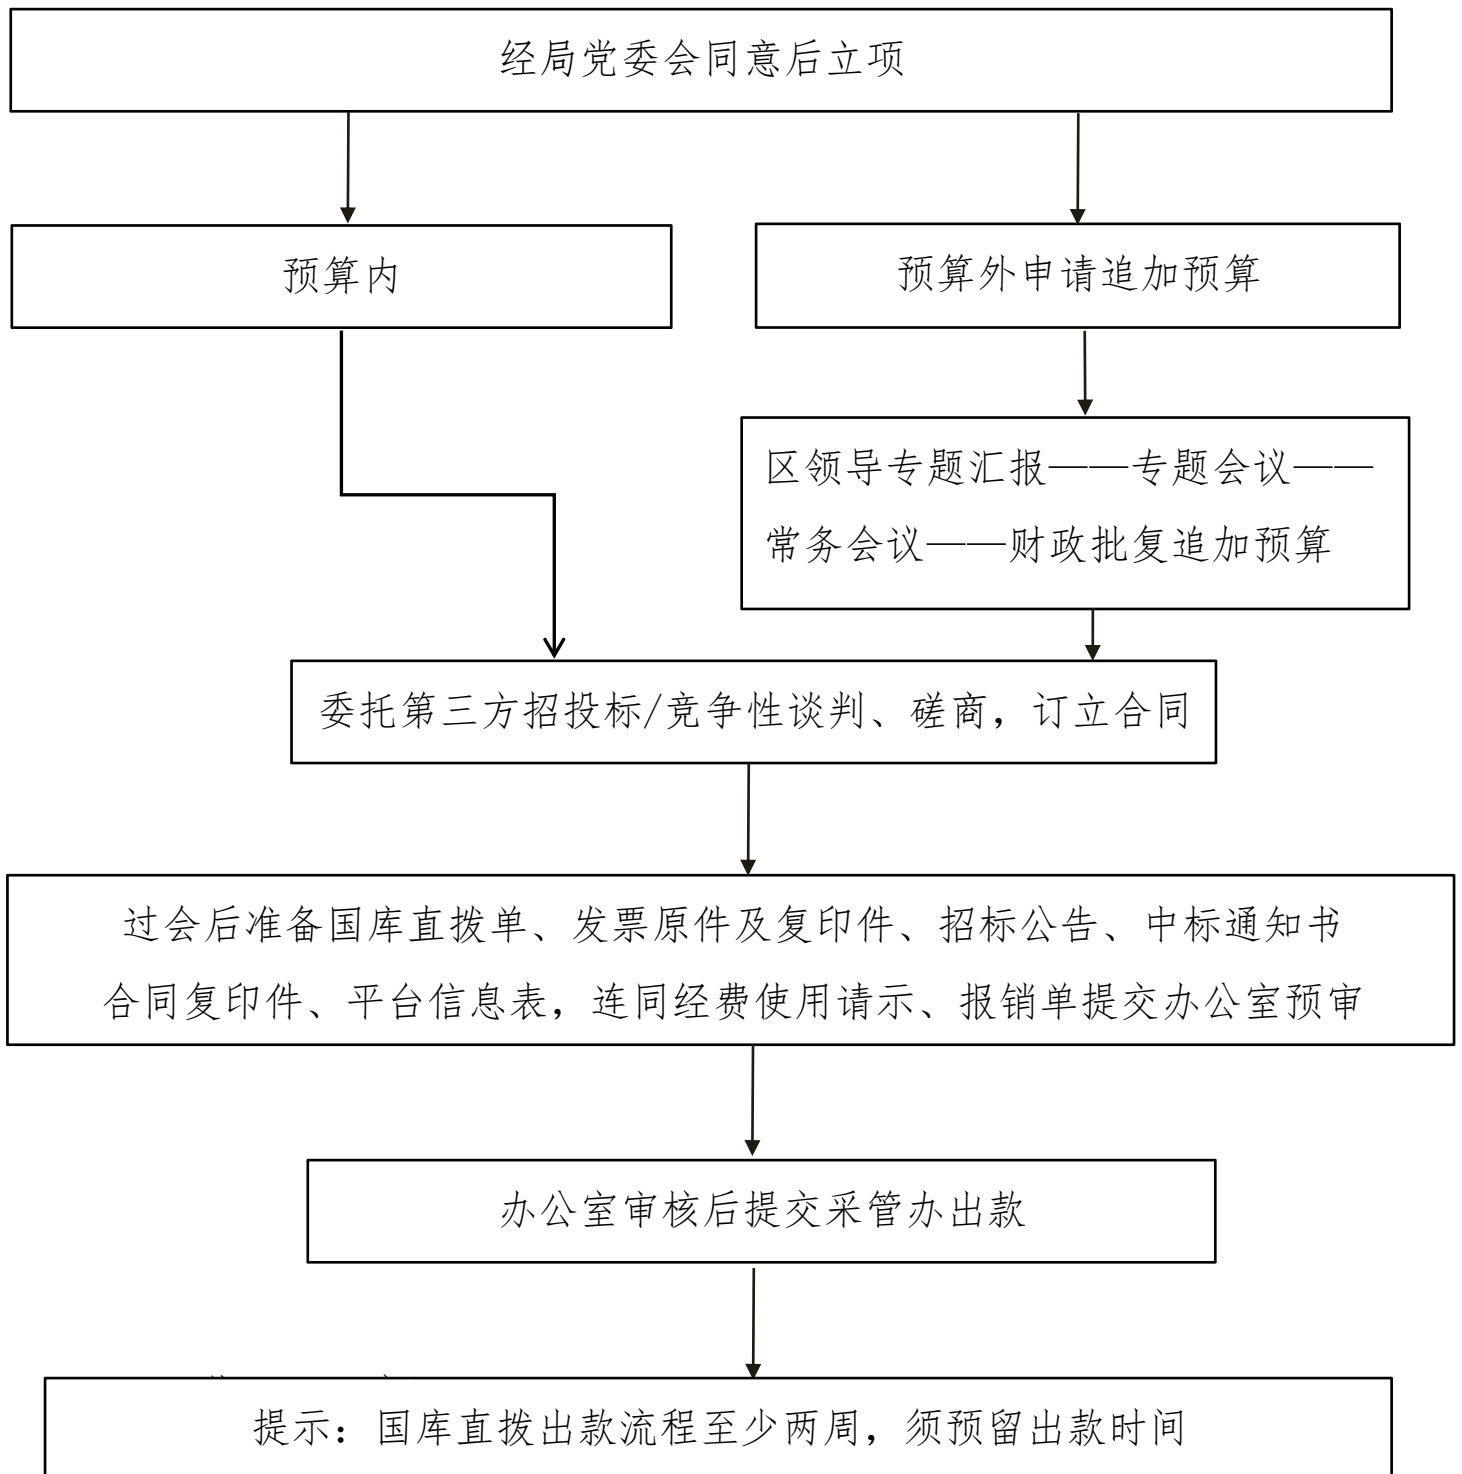 经局党委会同意后立项
预算内
预算外申请追加预算
区领导专题汇报——专题会议——
常务会议——财政批复追加预算
委托第三方招投标/竞争性谈判、磋商，订立合同
过会后准备国库直拨单、发票原件及复印件、招标公告、中标通知书
合同复印件、平台信息表，连同经费使用请示、报销单提交办公室预审
办公室审核后提交采管办出款
提示：国库直拨出款流程至少两周，须预留出款时间